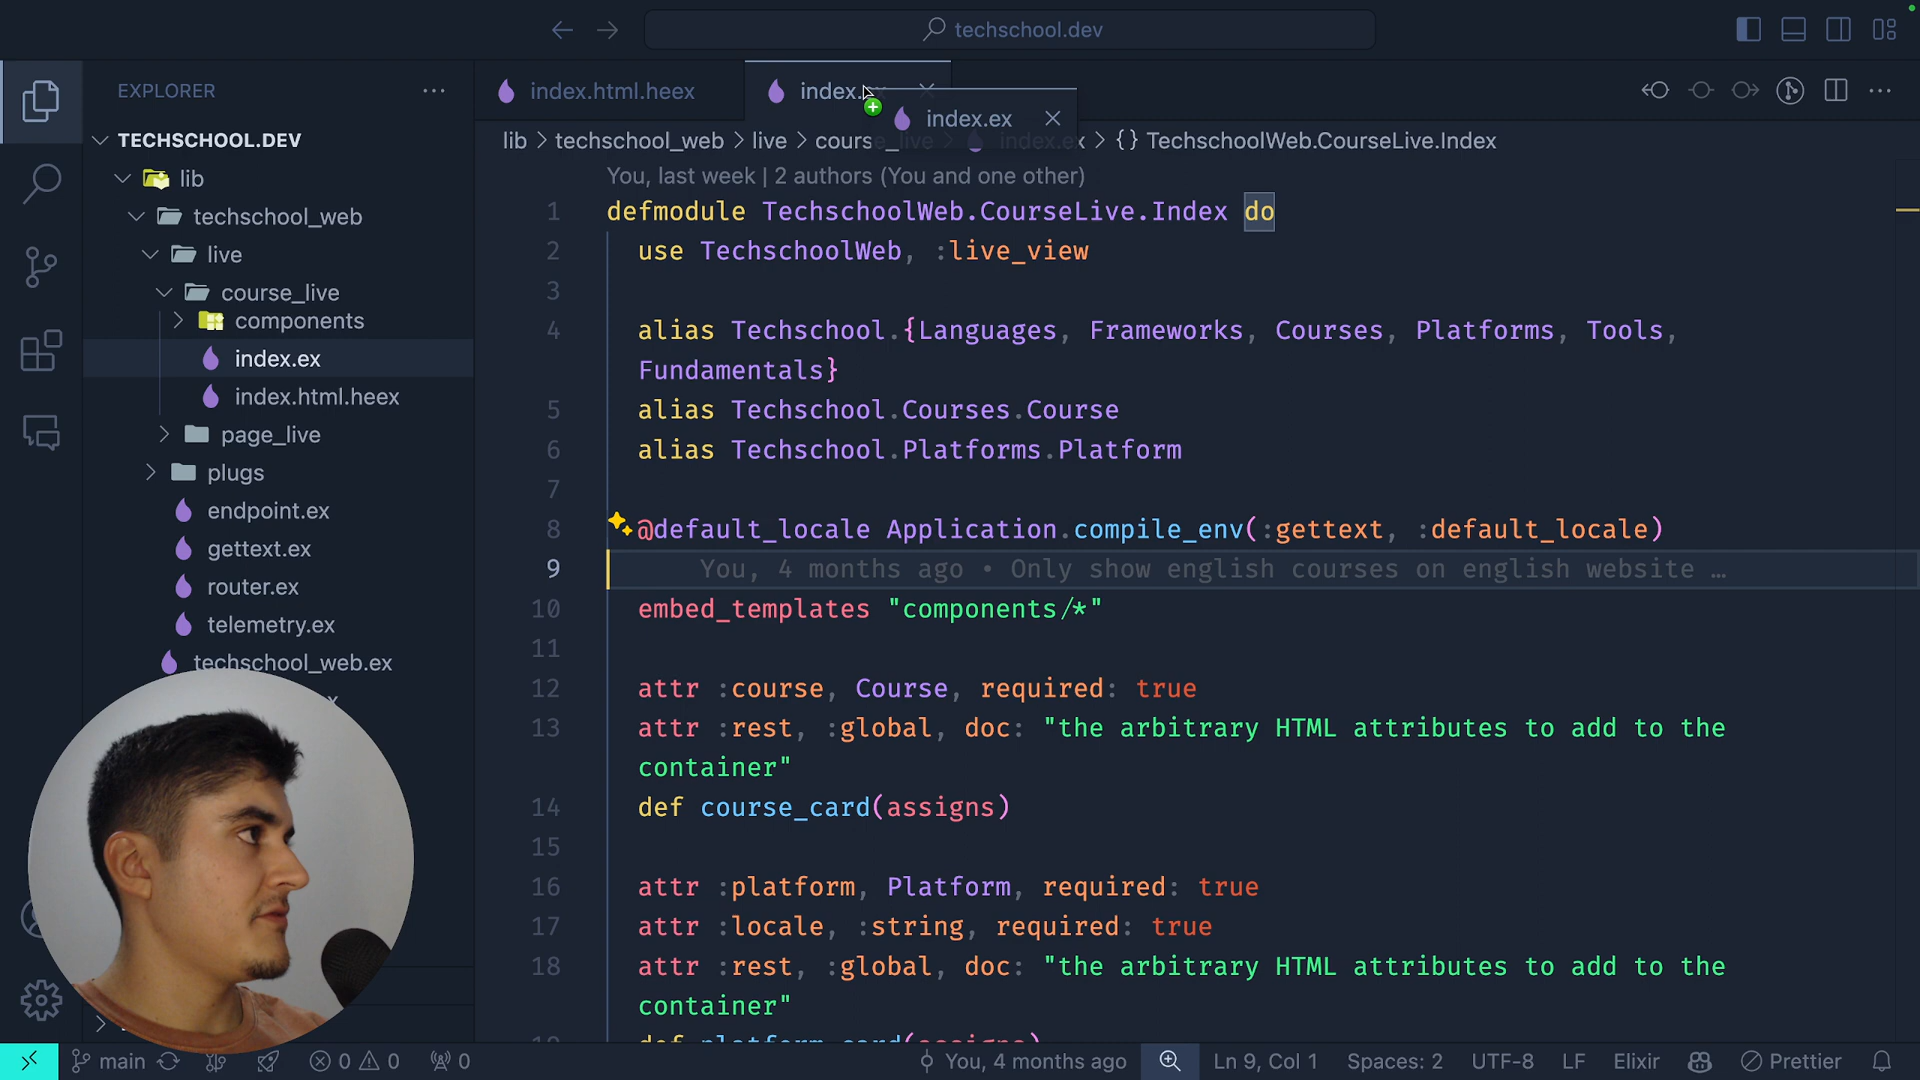 techschool.dev
EXPLORER
TECHSCHOOL.DEV
lib
techschool_web
live
course_live
components
index.ex
index.html.heex
page_live
plugs
endpoint.ex
gettext.ex
router.ex
telemetry.ex
techschool_web.ex
index.html.heex
index.
index.ex
lib > techschool_web > live > course_live > index.ex > {} TechschoolWeb.CourseLive.Index
You, last week | 2 authors (You and one other)
1 defmodule TechschoolWeb.CourseLive.Index do
2 use TechschoolWeb, :live_view
3
4 alias Techschool.{Languages, Frameworks, Courses, Platforms, Tools,
Fundamentals}
5 alias Techschool.Courses.Course
6 alias Techschool.Platforms.Platform
7
8 @default_locale Application.compile_env(:gettext, :default_locale)
9 You, 4 months ago • Only show english courses on english website …
10 embed_templates "components/*"
11
12 attr :course, Course, required: true
13 attr :rest, :global, doc: "the arbitrary HTML attributes to add to the
container"
14 def course_card(assigns)
15
16 attr :platform, Platform, required: true
17 attr :locale, :string, required: true
18 attr :rest, :global, doc: "the arbitrary HTML attributes to add to the
container"
def platform_card(assigns)
main 0 0 0 You, 4 months ago Ln 9, Col 1 Spaces: 2 UTF-8 LF Elixir Prettier